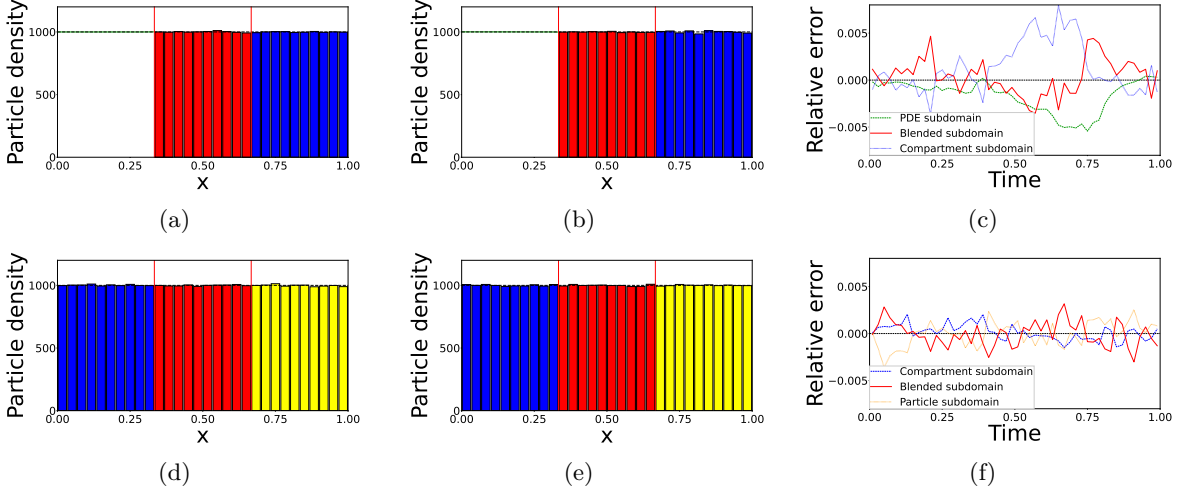 Particle density
1000
500
0
0.00 0.25 0.50 0.75 1.00
x
(a)
Particle density
1000
500
0
0.00 0.25 0.50 0.75 1.00
x
(b)
Relative error
0.005
0.000
−0.005
PDE subdomain
Blended subdomain
Compartment subdomain
0.00 0.25 0.50 0.75 1.00
Time
(c)
Particle density
1000
500
0
0.00 0.25 0.50 0.75 1.00
x
(d)
Particle density
1000
500
0
0.00 0.25 0.50 0.75 1.00
x
(e)
Relative error
0.005
0.000
−0.005
Compartment subdomain
Blended subdomain
Particle subdomain
0.00 0.25 0.50 0.75 1.00
Time
(f)